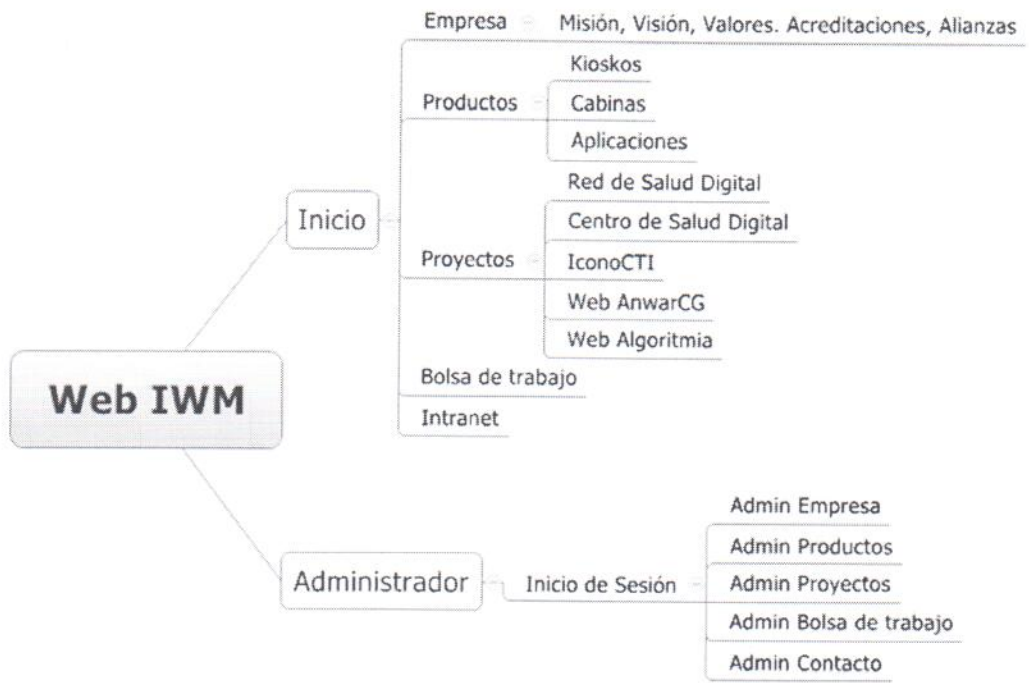 Empresa
Misión, Visión, Valores. Acreditaciones, Alianzas
Productos
Kioskos
Cabinas
Aplicaciones
Inicio
Proyectos
Red de Salud Digital
Centro de Salud Digital
IconoCTI
Web AnwarCG
Web Algoritmia
Bolsa de trabajo
Intranet
Web IWM
Administrador
Inicio de Sesión
Admin Empresa
Admin Productos
Admin Proyectos
Admin Bolsa de trabajo
Admin Contacto